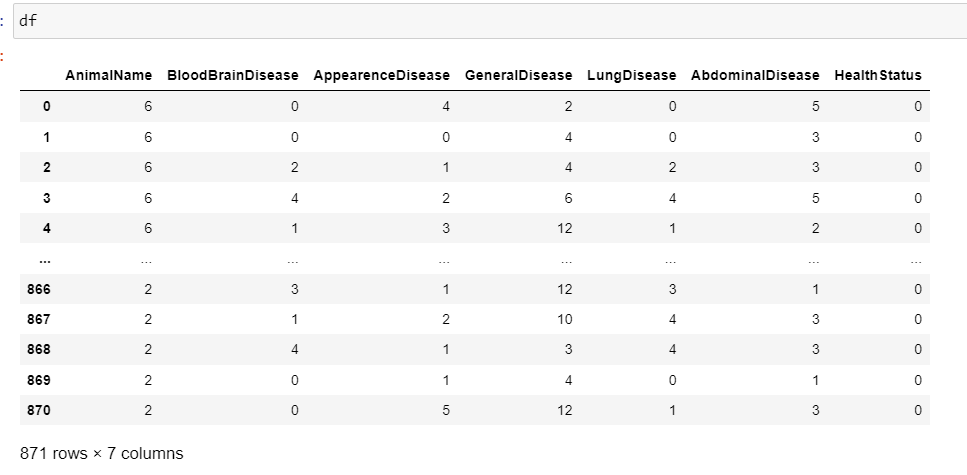 : df
:
AnimalName BloodBrainDisease AppearenceDisease GeneralDisease LungDisease AbdominalDisease HealthStatus
0 6 0 4 2 0 5 0
1 6 0 0 4 0 3 0
2 6 2 1 4 2 3 0
3 6 4 2 6 4 5 0
4 6 1 3 12 1 2 0
... ... ... ... ... ... ... ...
866 2 3 1 12 3 1 0
867 2 1 2 10 4 3 0
868 2 4 1 3 4 3 0
869 2 0 1 4 0 1 0
870 2 0 5 12 1 3 0
871 rows × 7 columns